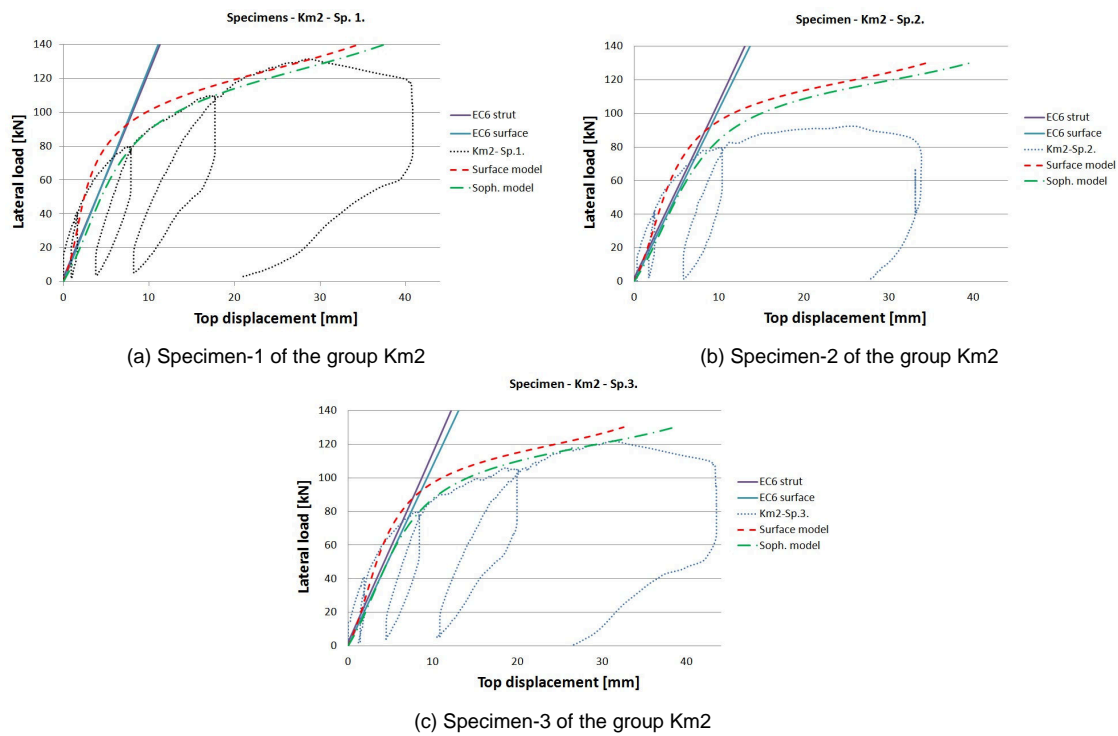 Specimens - Km2 - Sp. 1.
140
120
100
80
60
40
20
0
Lateral load [kN]
0 10 20 30 40
Top displacement [mm]
EC6 strut
EC6 surface
Km2- Sp.1.
Surface model
Soph. model
(a) Specimen-1 of the group Km2
Specimen - Km2 - Sp.2.
140
120
100
80
60
40
20
0
Lateral load [kN]
0 10 20 30 40
Top displacement [mm]
EC6 strut
EC6 surface
Km2-Sp.2.
Surface model
Soph. model
(b) Specimen-2 of the group Km2
Specimen - Km2 - Sp.3.
140
120
100
80
60
40
20
0
Lateral load [kN]
0 10 20 30 40
Top displacement [mm]
EC6 strut
EC6 surface
Km2-Sp.3.
Surface model
Soph. model
(c) Specimen-3 of the group Km2